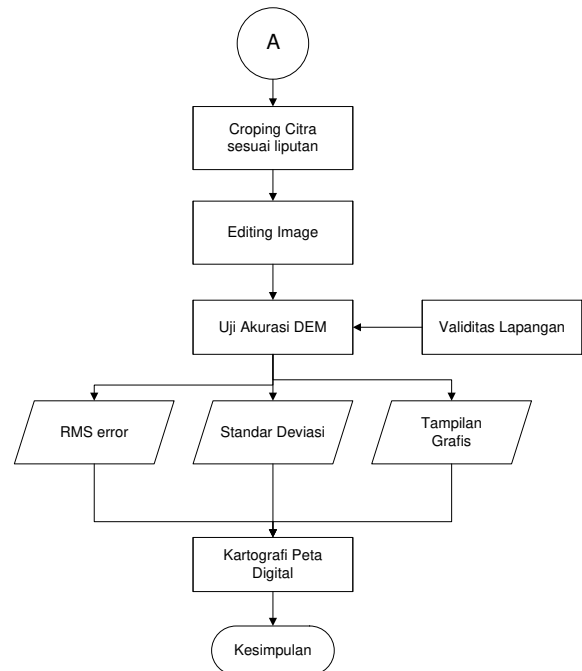 A
Croping Citra
sesuai liputan
Editing Image
Uji Akurasi DEM
Validitas Lapangan
RMS error
Standar Deviasi
Tampilan
Grafis
Kartografi Peta
Digital
Kesimpulan